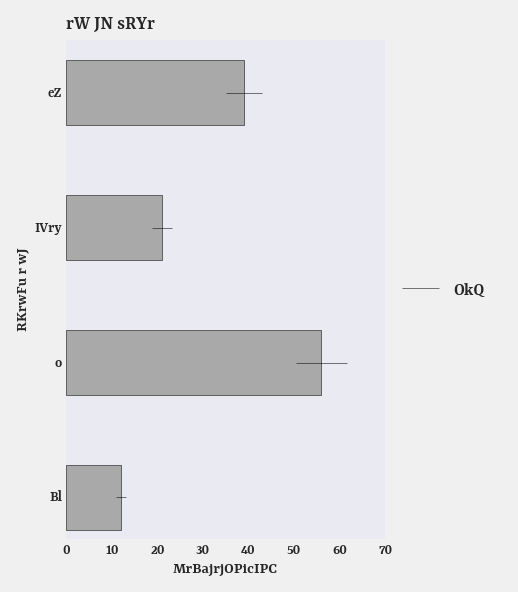 rW JN sRYr
eZ
IVry
o
Bl
RKrwFu r wJ
0 10 20 30 40 50 60 70
MrBajrjOPicIPC
OkQ